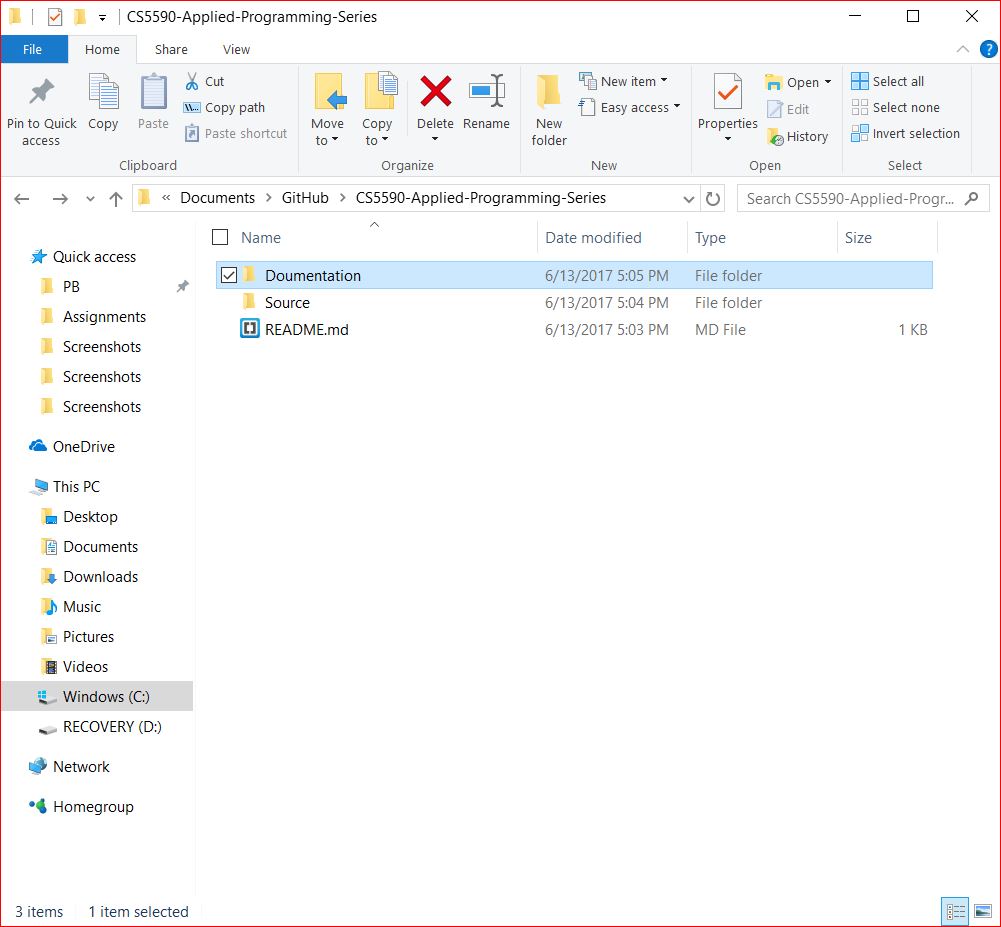 CS5590-Applied-Programming-Series
File Home Share View
Pin to Quick access
Copy
Paste
Cut
Copy path
Paste shortcut
Clipboard
Move to
Copy to
Delete
Rename
Organize
New folder
New item
Easy access
New
Properties
Open
Edit
History
Open
Select all
Select none
Invert selection
Select
« Documents > GitHub > CS5590-Applied-Programming-Series
Search CS5590-Applied-Progr...
Name Date modified Type Size
Doumentation 6/13/2017 5:05 PM File folder
Source 6/13/2017 5:04 PM File folder
README.md 6/13/2017 5:03 PM MD File 1 KB
Quick access
PB
Assignments
Screenshots
Screenshots
Screenshots
OneDrive
This PC
Desktop
Documents
Downloads
Music
Pictures
Videos
Windows (C:)
RECOVERY (D:)
Network
Homegroup
3 items 1 item selected